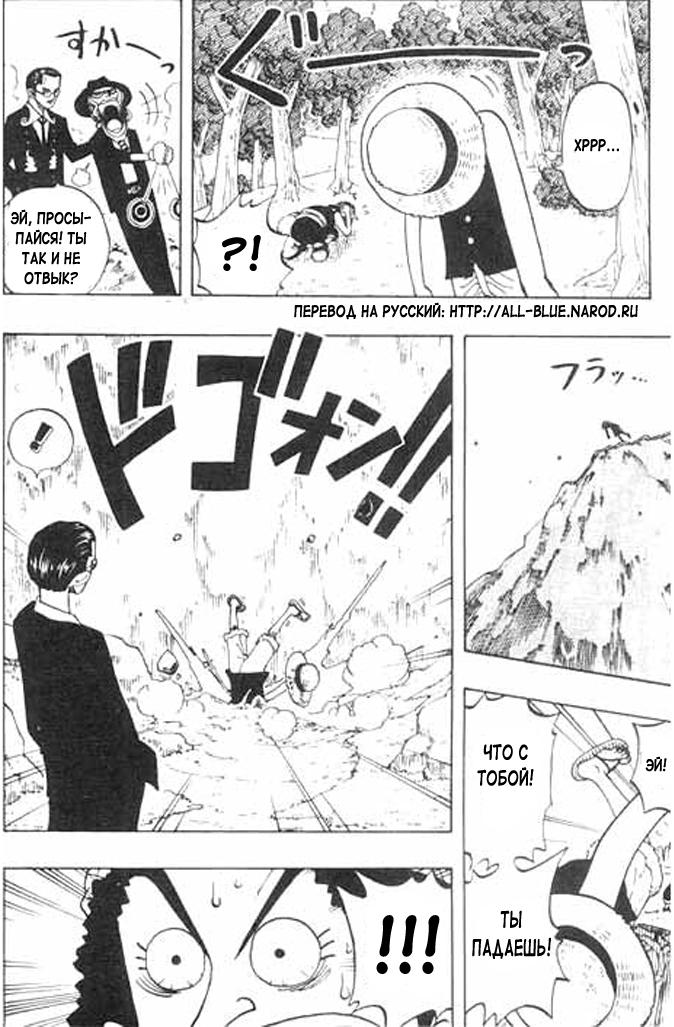 ぐーーっ
ХРРР...
?!
すかーっ
ЭЙ, ПРОСЫ-
ПАЙСЯ! ТЫ
ТАК И НЕ
ОТВЫК?
ПЕРЕВОД НА РУССКИЙ: HTTP://ALL-BLUE.NAROD.RU
フラッ...
ЭЙ!
ЧТО С
ТОБОЙ!
ТЫ
ПАДАЕШЬ!
ドゴォン!!
!!
!!!